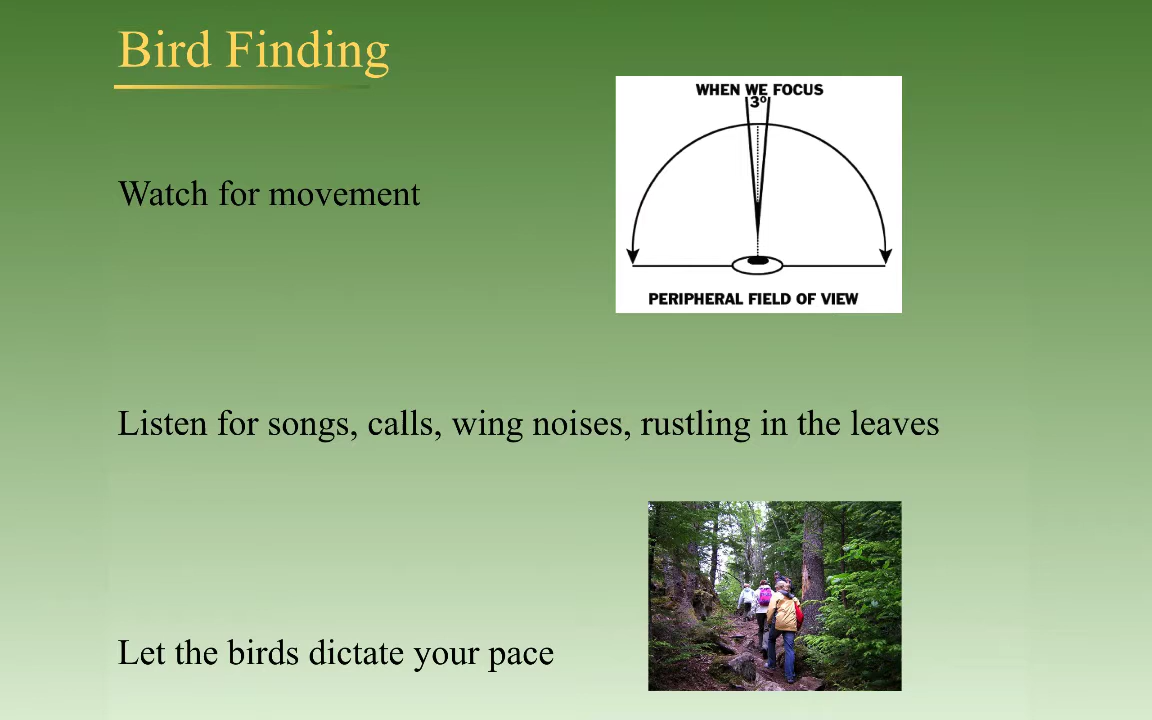 Bird Finding
WHEN WE FOCUS
3º
Watch for movement
PERIPHERAL FIELD OF VIEW
Listen for songs, calls, wing noises, rustling in the leaves
Let the birds dictate your pace